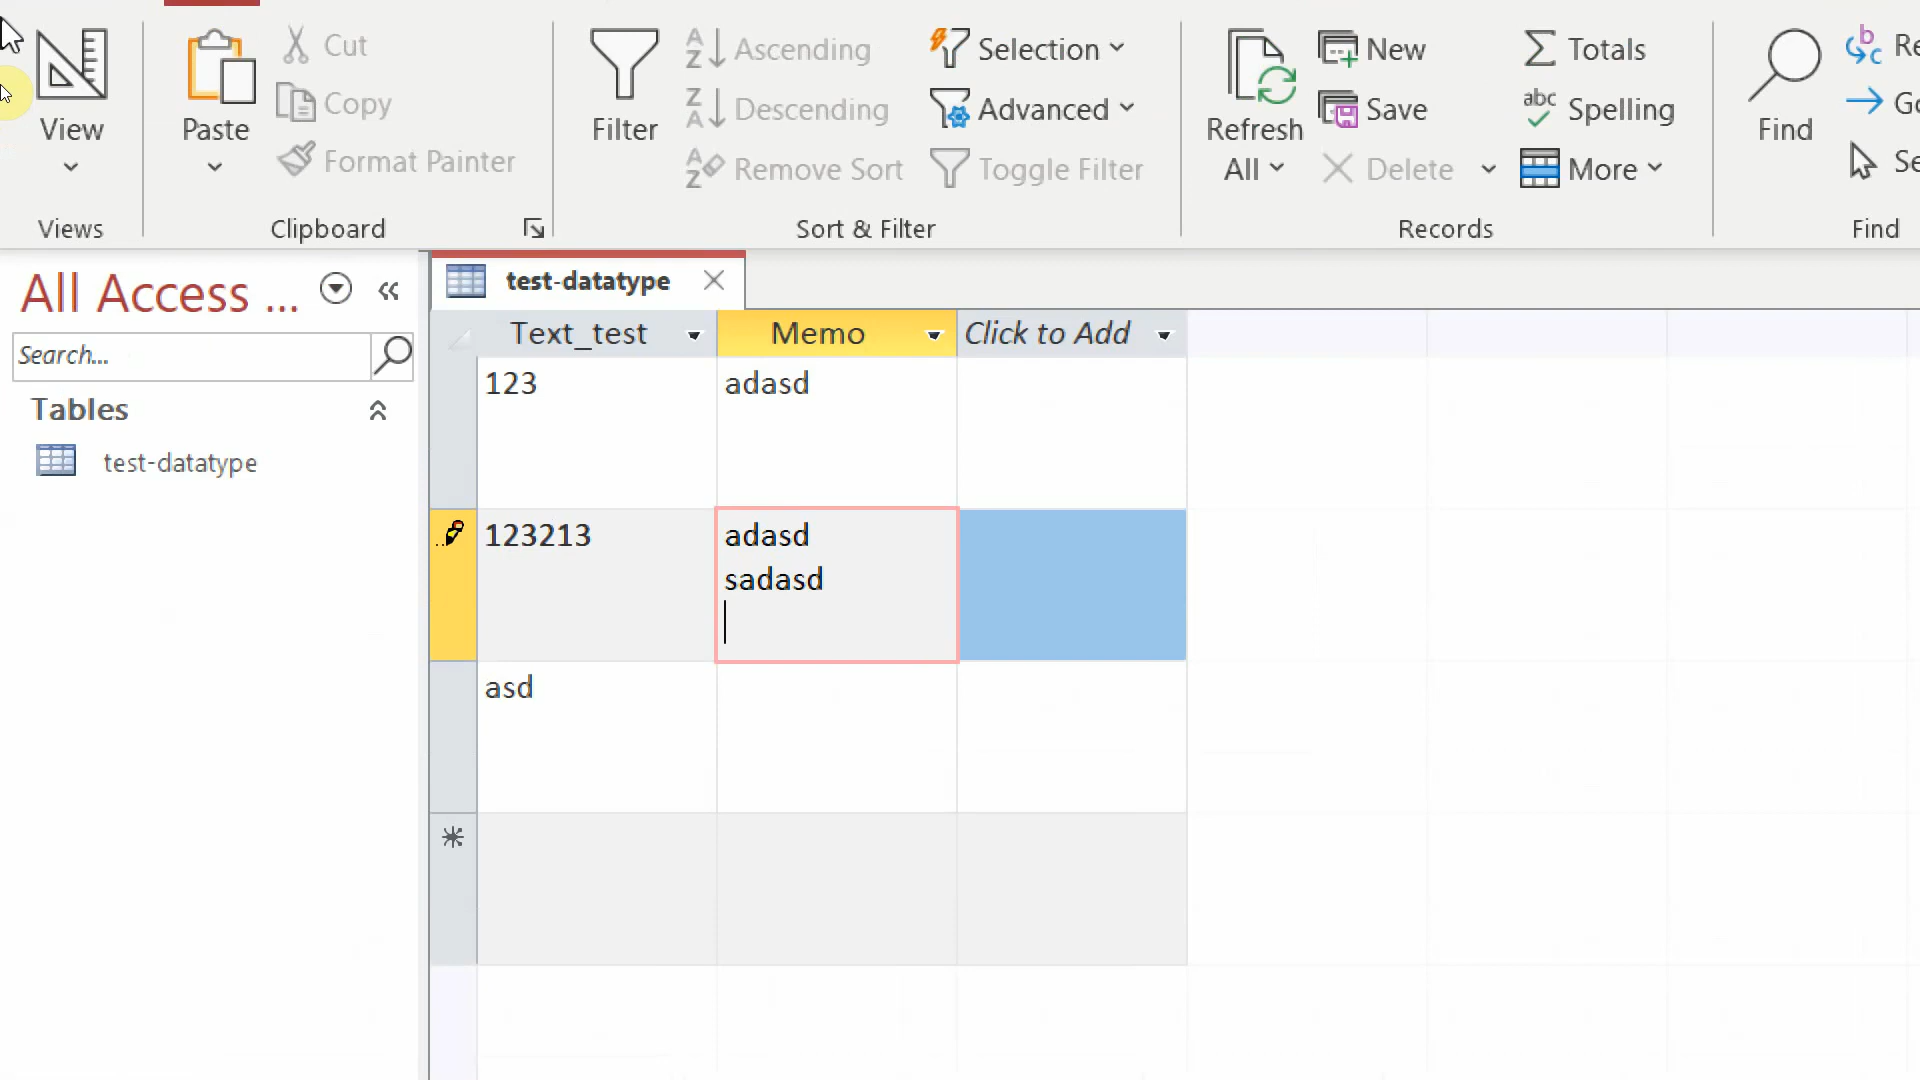 View
Views
Paste
Cut
Copy
Format Painter
Clipboard
Filter
Ascending
Descending
Remove Sort
Selection
Advanced
Toggle Filter
Sort & Filter
Refresh
All
New
Save
Delete
Totals
Spelling
More
Records
Find
Find
All Access ...
Search...
Tables
test-datatype
test-datatype
Text_test Memo Click to Add
123 adasd
123213 adasd
sadasd
asd